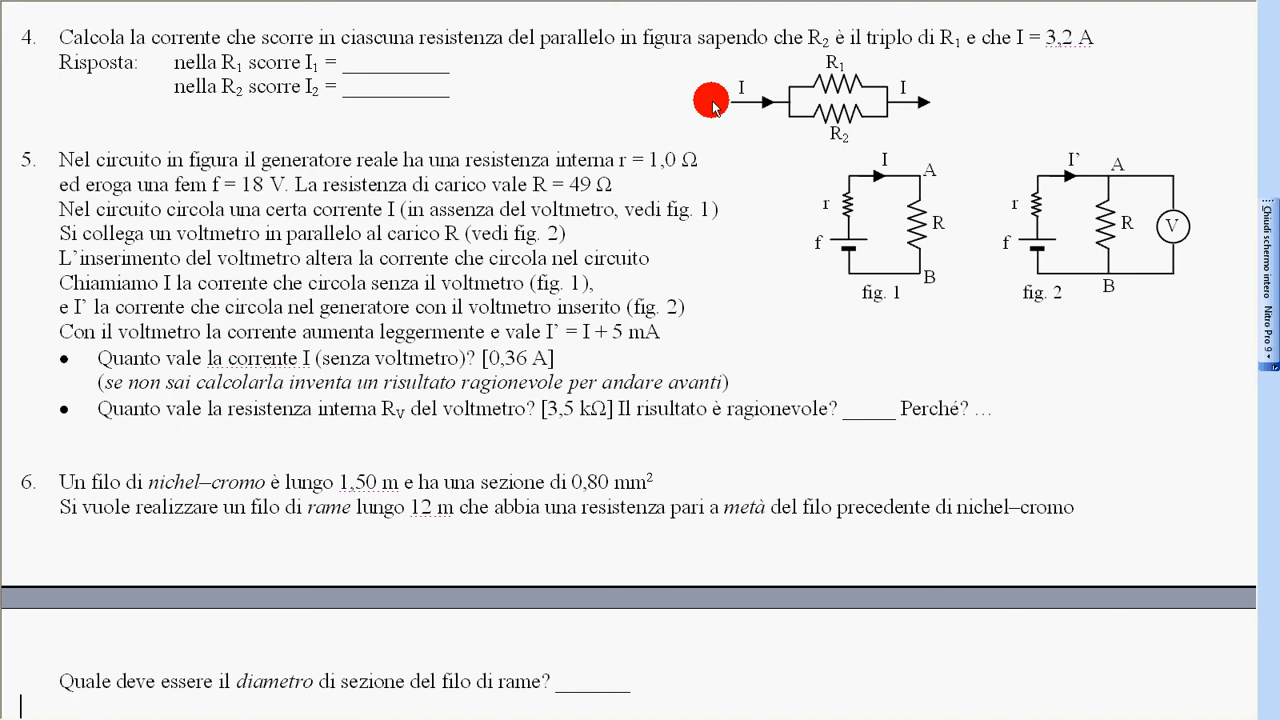 4. Calcola la corrente che scorre in ciascuna resistenza del parallelo in figura sapendo che R₂ è il triplo di R₁ e che I = 3,2 A
Risposta: nella R₁ scorre I₁ = __________
nella R₂ scorre I₂ = __________
R₁
I
I
R₂
5. Nel circuito in figura il generatore reale ha una resistenza interna r = 1,0 Ω
ed eroga una fem f = 18 V. La resistenza di carico vale R = 49 Ω
Nel circuito circola una certa corrente I (in assenza del voltmetro, vedi fig. 1)
Si collega un voltmetro in parallelo al carico R (vedi fig. 2)
L'inserimento del voltmetro altera la corrente che circola nel circuito
Chiamiamo I la corrente che circola senza il voltmetro (fig. 1),
e I' la corrente che circola nel generatore con il voltmetro inserito (fig. 2)
Con il voltmetro la corrente aumenta leggermente e vale I' = I + 5 mA
I
A
r
R
f
B
fig. 1
I'
A
r
R
V
f
B
fig. 2
• Quanto vale la corrente I (senza voltmetro)? [0,36 A]
(se non sai calcolarla inventa un risultato ragionevole per andare avanti)
• Quanto vale la resistenza interna Rᵥ del voltmetro? [3,5 kΩ] Il risultato è ragionevole? _____ Perché? …
6. Un filo di nichel–cromo è lungo 1,50 m e ha una sezione di 0,80 mm²
Si vuole realizzare un filo di rame lungo 12 m che abbia una resistenza pari a metà del filo precedente di nichel–cromo
Quale deve essere il diametro di sezione del filo di rame? _______
Chiudi schermo intero Nitro Pro 9